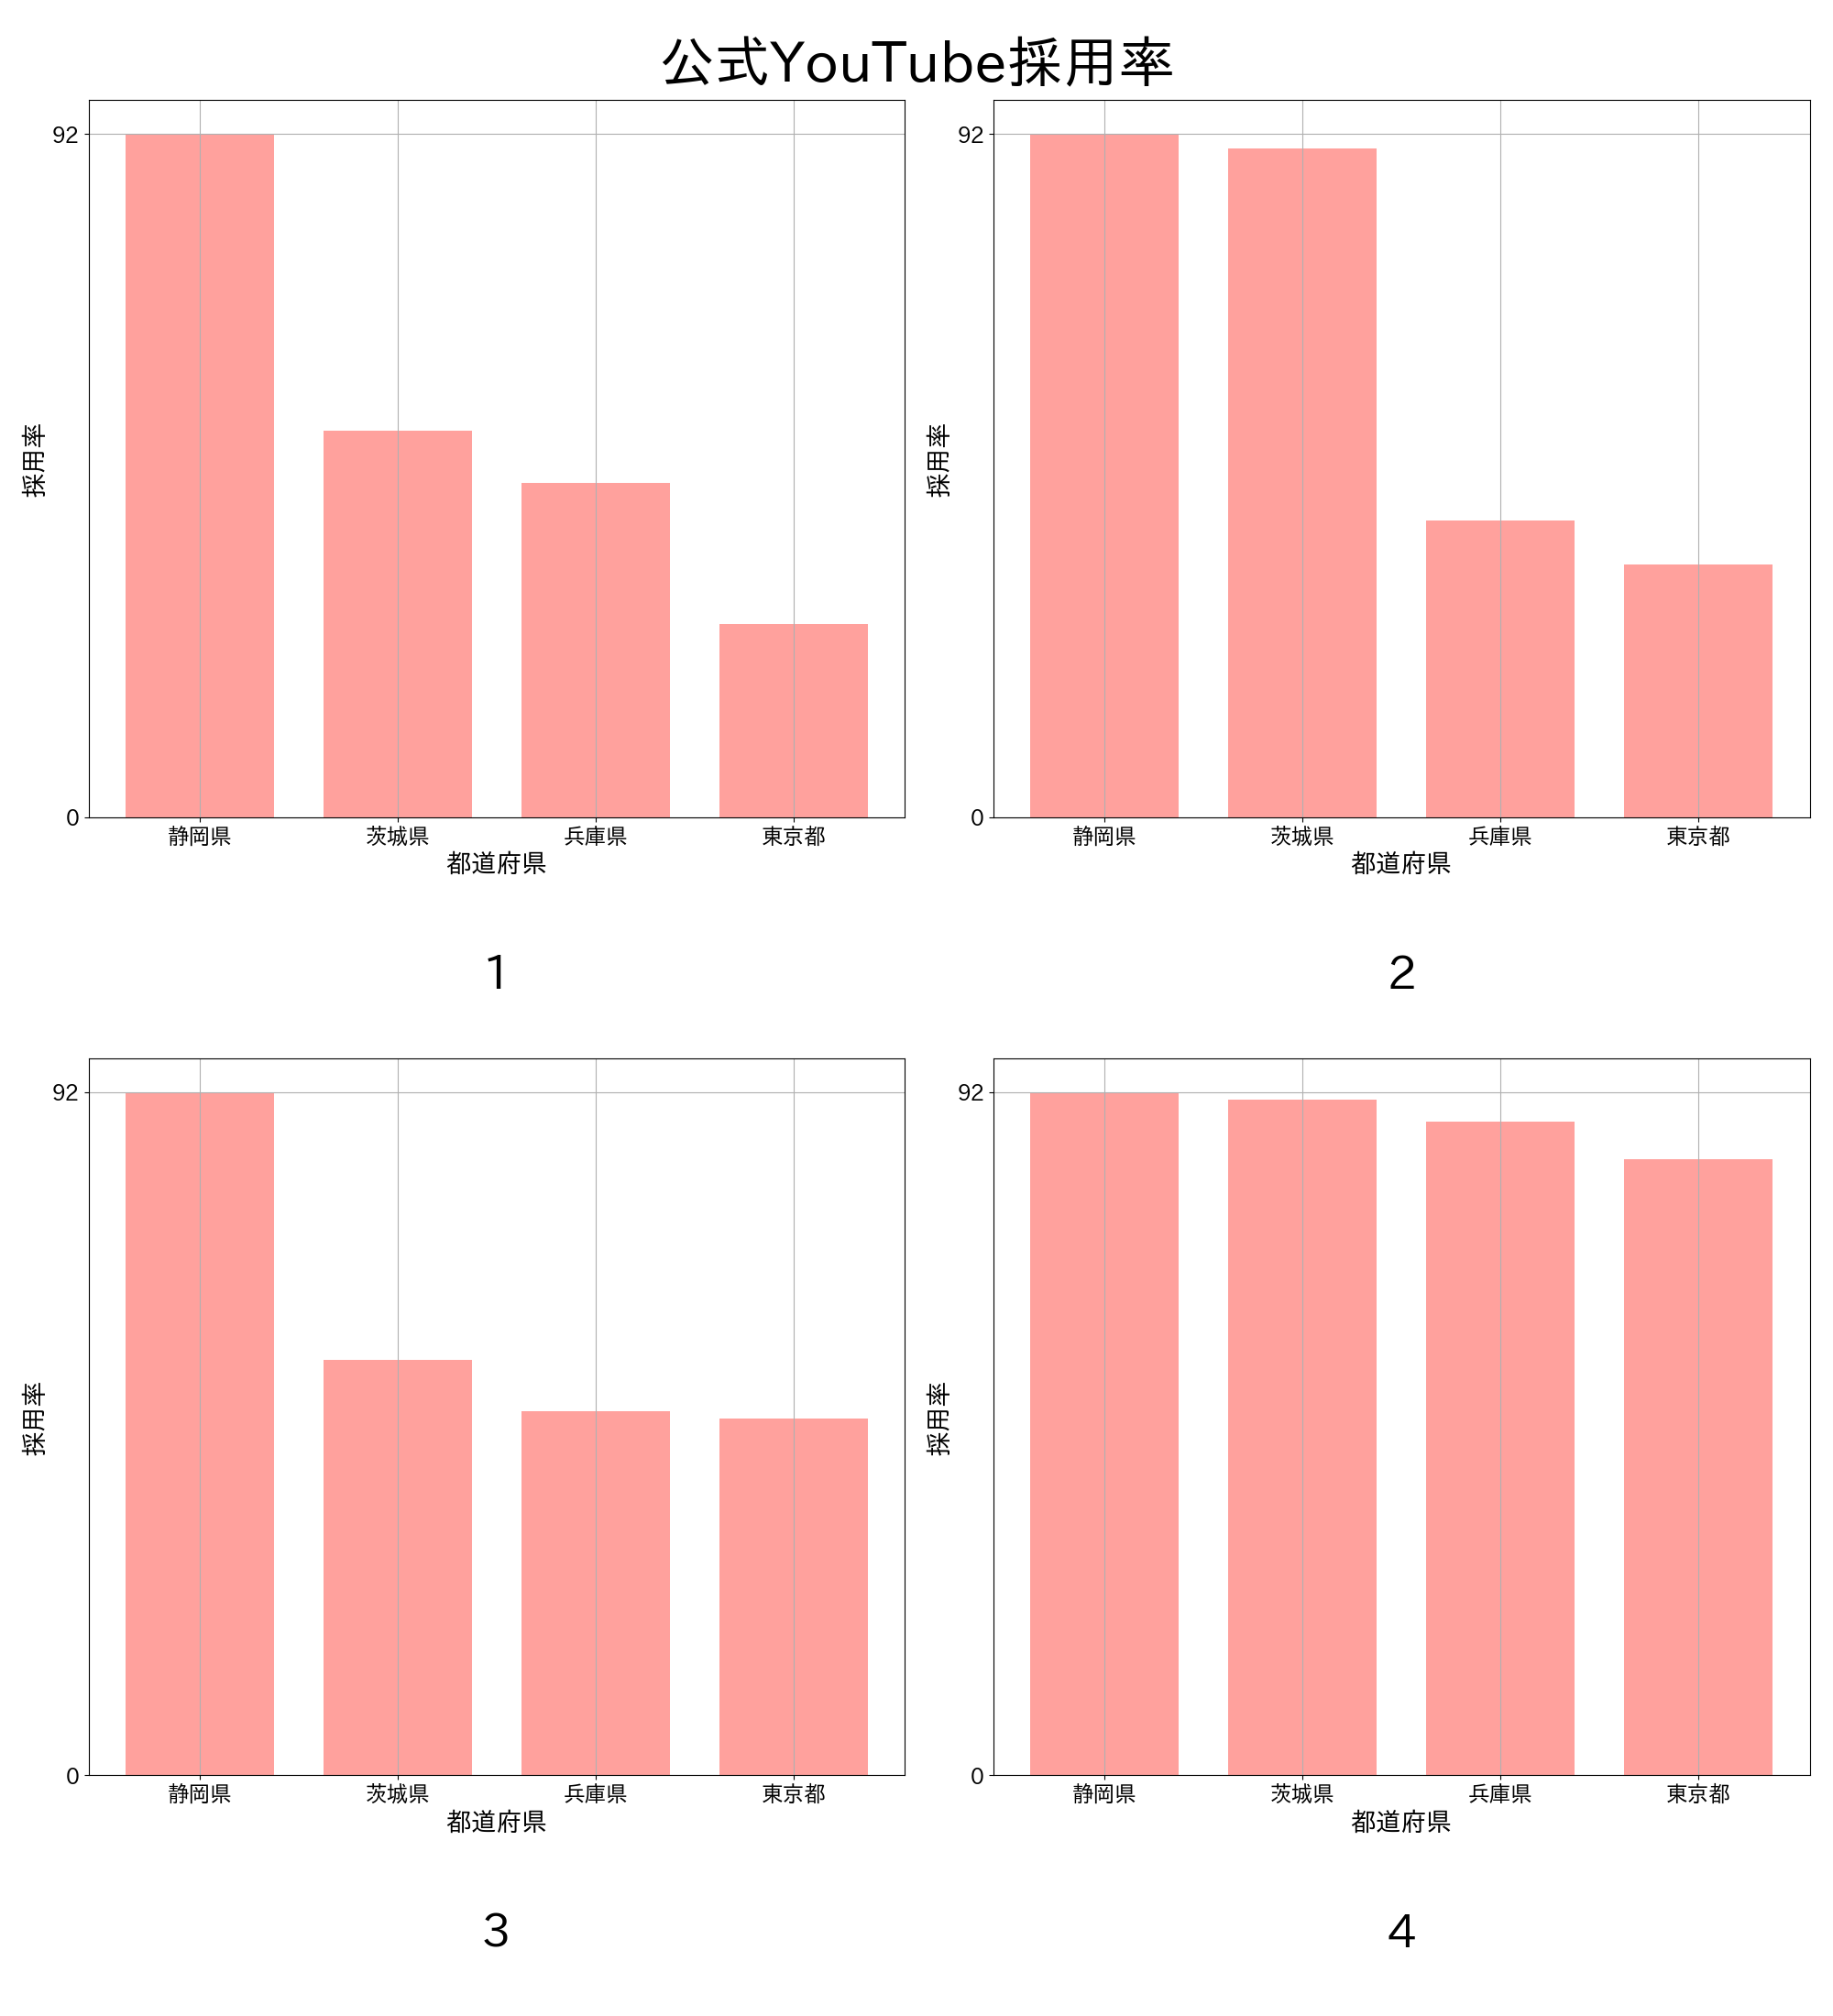 公式YouTube採用率
92
0
採用率
静岡県 茨城県 兵庫県 東京都
都道府県
1
92
0
採用率
静岡県 茨城県 兵庫県 東京都
都道府県
2
92
0
採用率
静岡県 茨城県 兵庫県 東京都
都道府県
3
92
0
採用率
静岡県 茨城県 兵庫県 東京都
都道府県
4